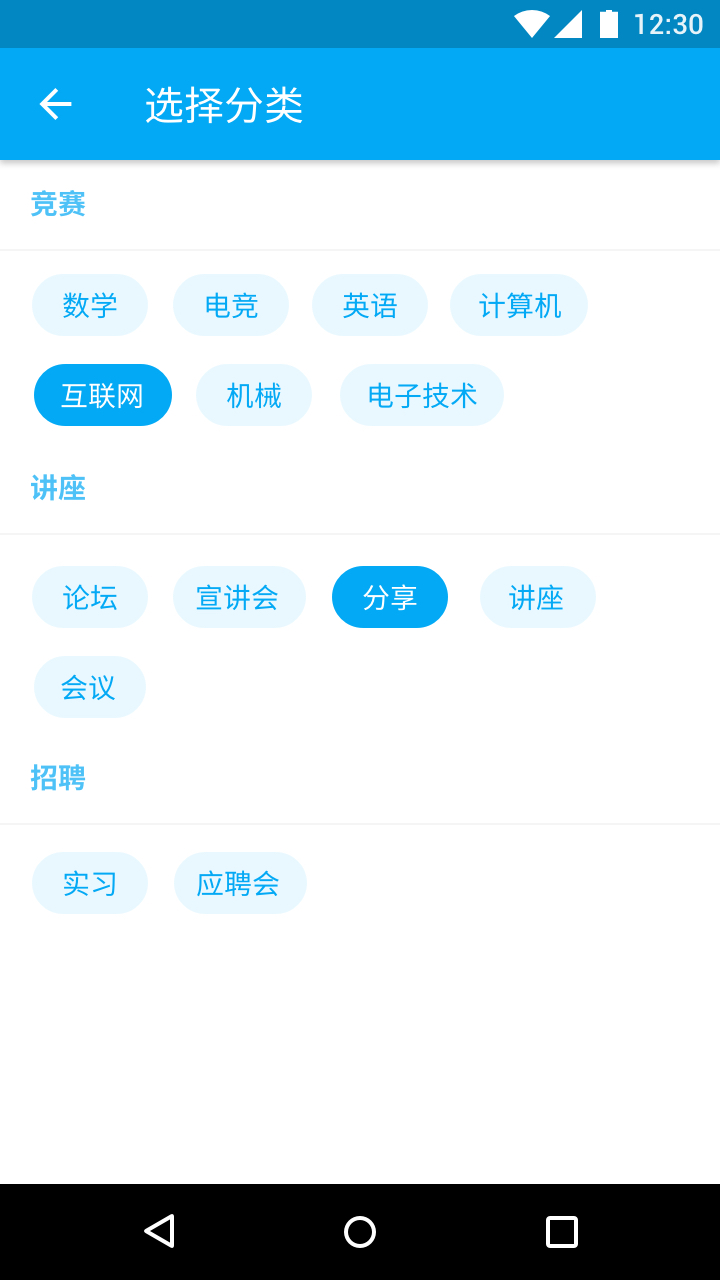 12:30
选择分类
竞赛
数学 电竞 英语 计算机
互联网 机械 电子技术
讲座
论坛 宣讲会 分享 讲座
会议
招聘
实习 应聘会